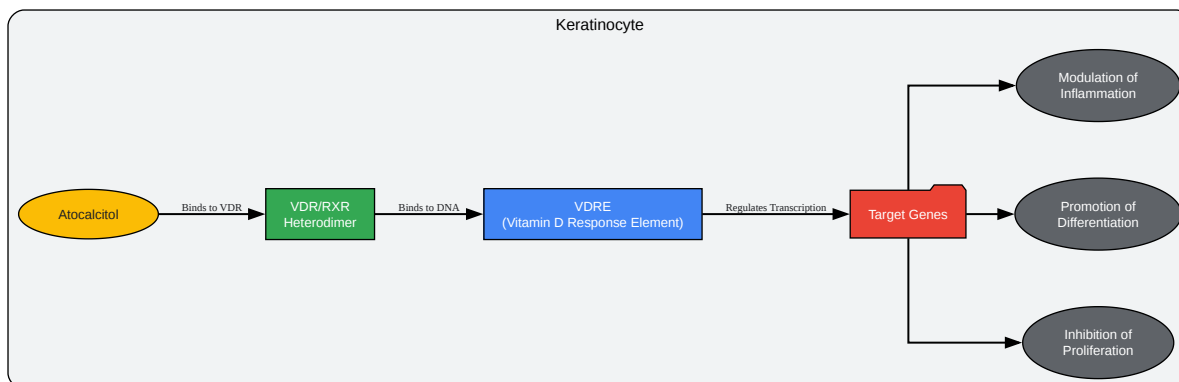 Keratinocyte
Modulation of
Inflammation
Atocalcitol
Binds to VDR
VDR/RXR
Heterodimer
Binds to DNA
VDRE
(Vitamin D Response Element)
Regulates Transcription
Target Genes
Promotion of
Differentiation
Inhibition of
Proliferation